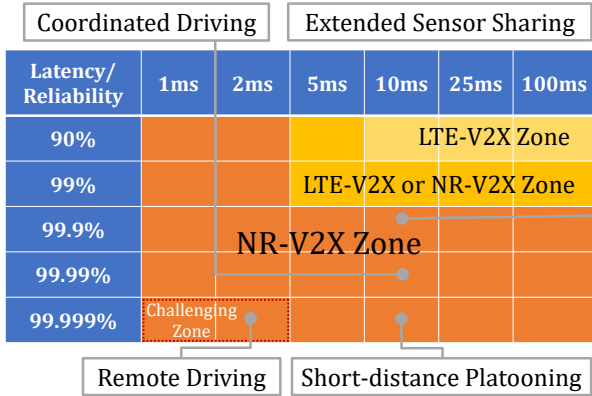 Coordinated Driving
Extended Sensor Sharing
Latency/
Reliability
1ms
2ms
5ms
10ms
25ms
100ms
90%
LTE-V2X Zone
99%
LTE-V2X or NR-V2X Zone
99.9%
NR-V2X Zone
99.99%
99.999%
Challenging
Zone
Remote Driving
Short-distance Platooning